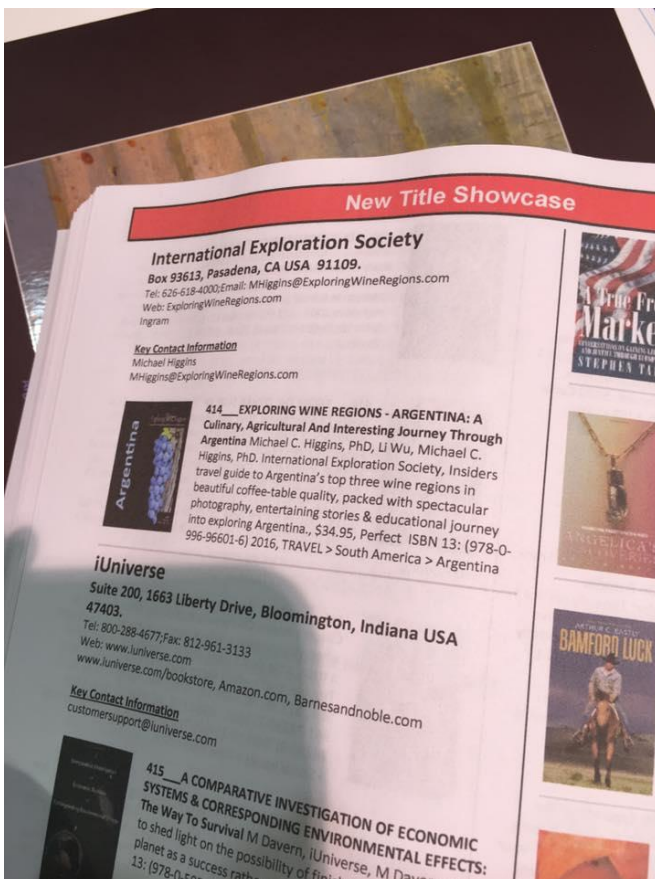 New Title Showcase
International Exploration Society
Box 93613, Pasadena, CA USA 91109.
Tel: 626-618-4000;Email: MHiggins@ExploringWineRegions.com
Web: ExploringWineRegions.com
Ingram
Key Contact Information
Michael Higgins
MHiggins@ExploringWineRegions.com
Argentina
414___EXPLORING WINE REGIONS - ARGENTINA: A
Culinary, Agricultural And Interesting Journey Through
Argentina Michael C. Higgins, PhD, Li Wu, Michael C.
Higgins, PhD. International Exploration Society, Insiders
travel guide to Argentina's top three wine regions in
beautiful coffee-table quality, packed with spectacular
photography, entertaining stories & educational journey
into exploring Argentina., $34.95, Perfect ISBN 13: (978-0-
996-96601-6) 2016, TRAVEL > South America > Argentina
iUniverse
Suite 200, 1663 Liberty Drive, Bloomington, Indiana USA
47403.
Tel: 800-288-4677;Fax: 812-961-3133
Web: www.iuniverse.com
www.iuniverse.com/bookstore, Amazon.com, Barnesandnoble.com
Key Contact Information
customersupport@iuniverse.com
415___A COMPARATIVE INVESTIGATION OF ECONOMIC
SYSTEMS & CORRESPONDING ENVIRONMENTAL EFFECTS:
The Way To Survival M Davern, iUniverse, M
to shed light on the possibility of
planet as a success
13: (978-0-
A True
STEPHEN
ANGELICA'S
BAMFORD LUCK